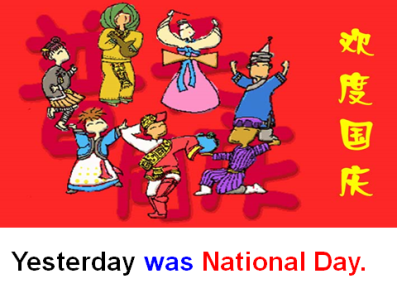 欢度国庆
Yesterday was National Day.